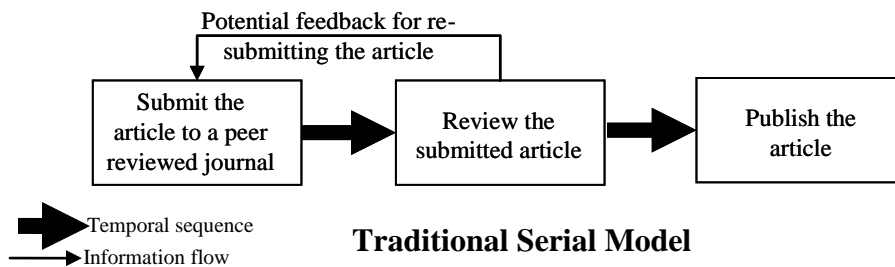 Potential feedback for re-
submitting the article
Submit the
article to a peer
reviewed journal
Review the
submitted article
Publish the
article
Temporal sequence
Information flow
Traditional Serial Model